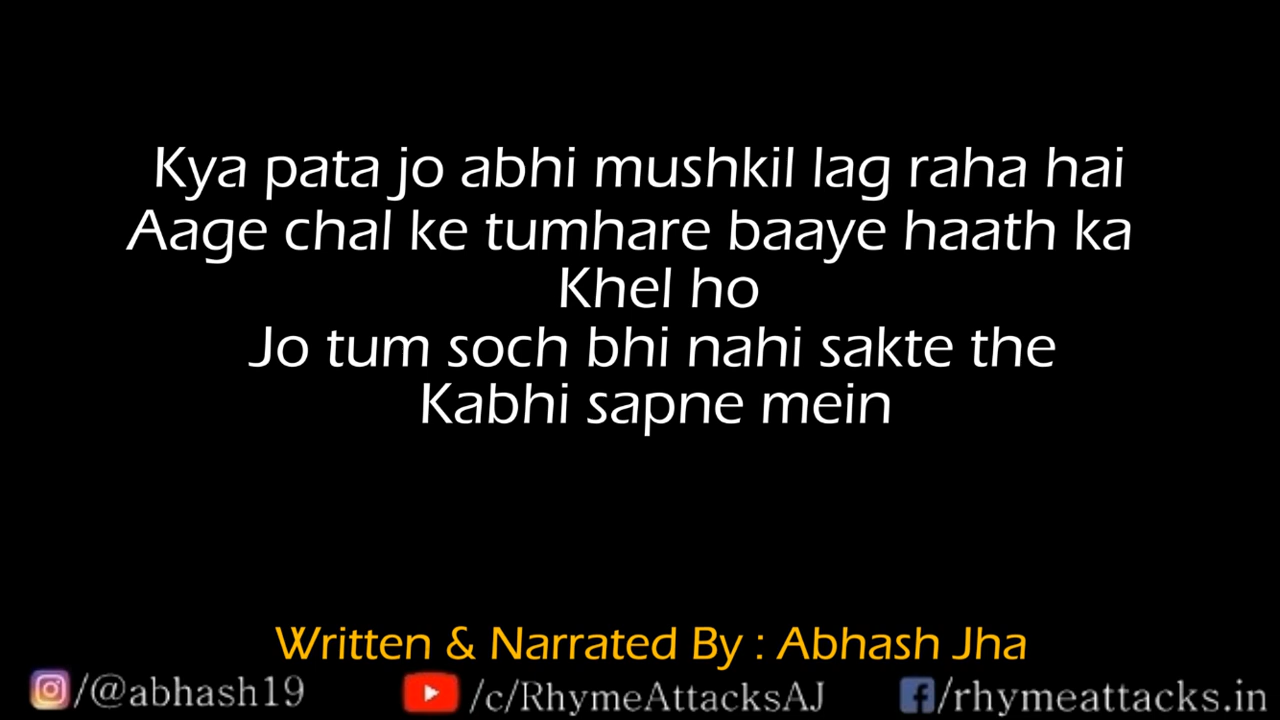 Kya pata jo abhi mushkil lag raha hai
Aage chal ke tumhare baaye haath ka
Khel ho
Jo tum soch bhi nahi sakte the
Kabhi sapne mein
Written & Narrated By : Abhash Jha
/@abhash19
/c/RhymeAttacksAJ
/rhymeattacks.in